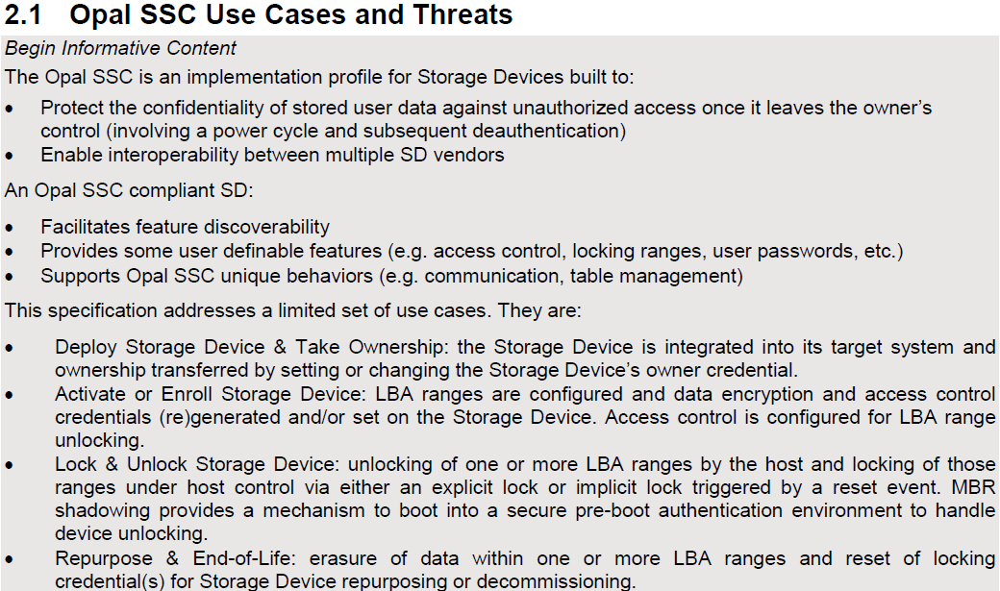 2.1 Opal SSC Use Cases and Threats
Begin Informative Content
The Opal SSC is an implementation profile for Storage Devices built to:
• Protect the confidentiality of stored user data against unauthorized access once it leaves the owner's
control (involving a power cycle and subsequent deauthentication)
• Enable interoperability between multiple SD vendors
An Opal SSC compliant SD:
• Facilitates feature discoverability
• Provides some user definable features (e.g. access control, locking ranges, user passwords, etc.)
• Supports Opal SSC unique behaviors (e.g. communication, table management)
This specification addresses a limited set of use cases. They are:
• Deploy Storage Device & Take Ownership: the Storage Device is integrated into its target system and
ownership transferred by setting or changing the Storage Device's owner credential.
• Activate or Enroll Storage Device: LBA ranges are configured and data encryption and access control
credentials (re)generated and/or set on the Storage Device. Access control is configured for LBA range
unlocking.
• Lock & Unlock Storage Device: unlocking of one or more LBA ranges by the host and locking of those
ranges under host control via either an explicit lock or implicit lock triggered by a reset event. MBR
shadowing provides a mechanism to boot into a secure pre-boot authentication environment to handle
device unlocking.
• Repurpose & End-of-Life: erasure of data within one or more LBA ranges and reset of locking
credential(s) for Storage Device repurposing or decommissioning.